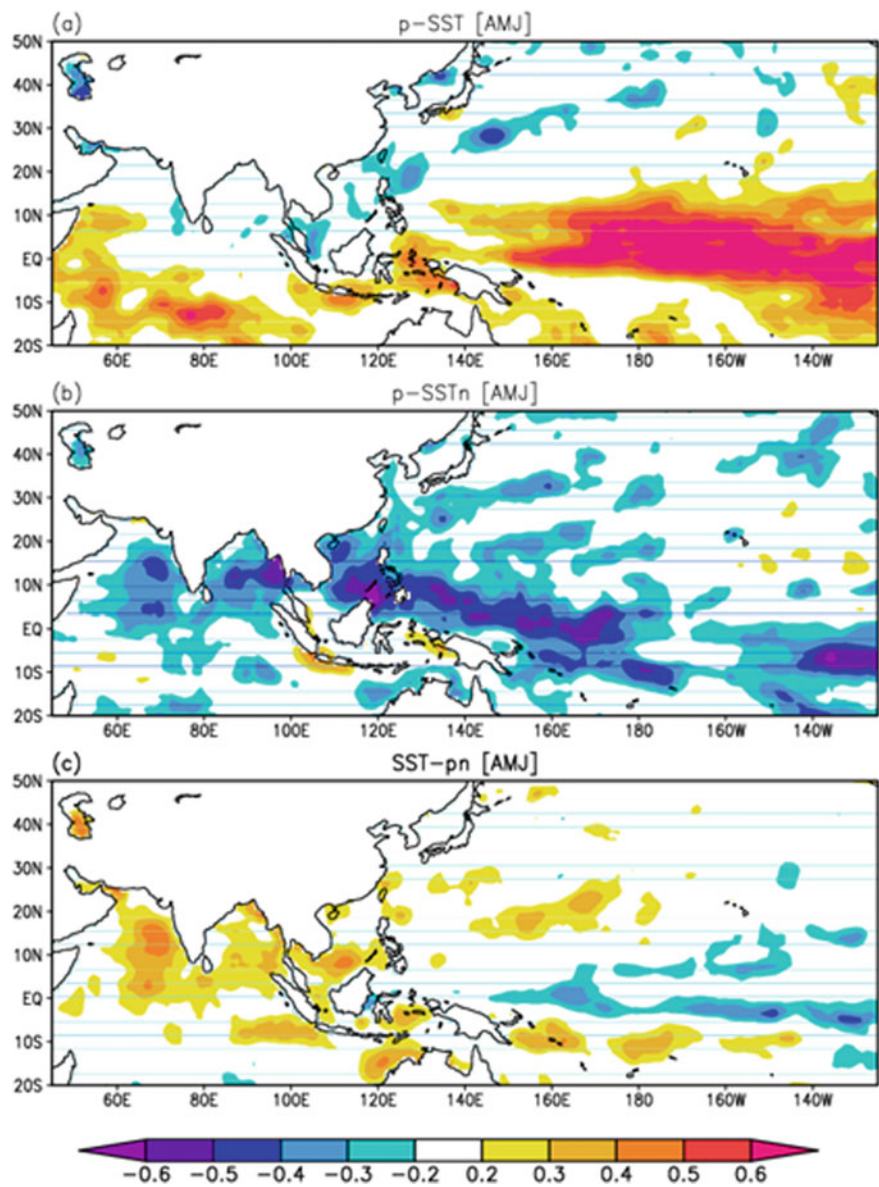 (a) p-SST [AMJ]
50N
40N
30N
20N
10N
EQ
10S
20S
60E 80E 100E 120E 140E 160E 180 160W 140W
(b) p-SSTn [AMJ]
50N
40N
30N
20N
10N
EQ
10S
20S
60E 80E 100E 120E 140E 160E 180 160W 140W
(c) SST-pn [AMJ]
50N
40N
30N
20N
10N
EQ
10S
20S
60E 80E 100E 120E 140E 160E 180 160W 140W
−0.6 −0.5 −0.4 −0.3 −0.2 0.2 0.3 0.4 0.5 0.6